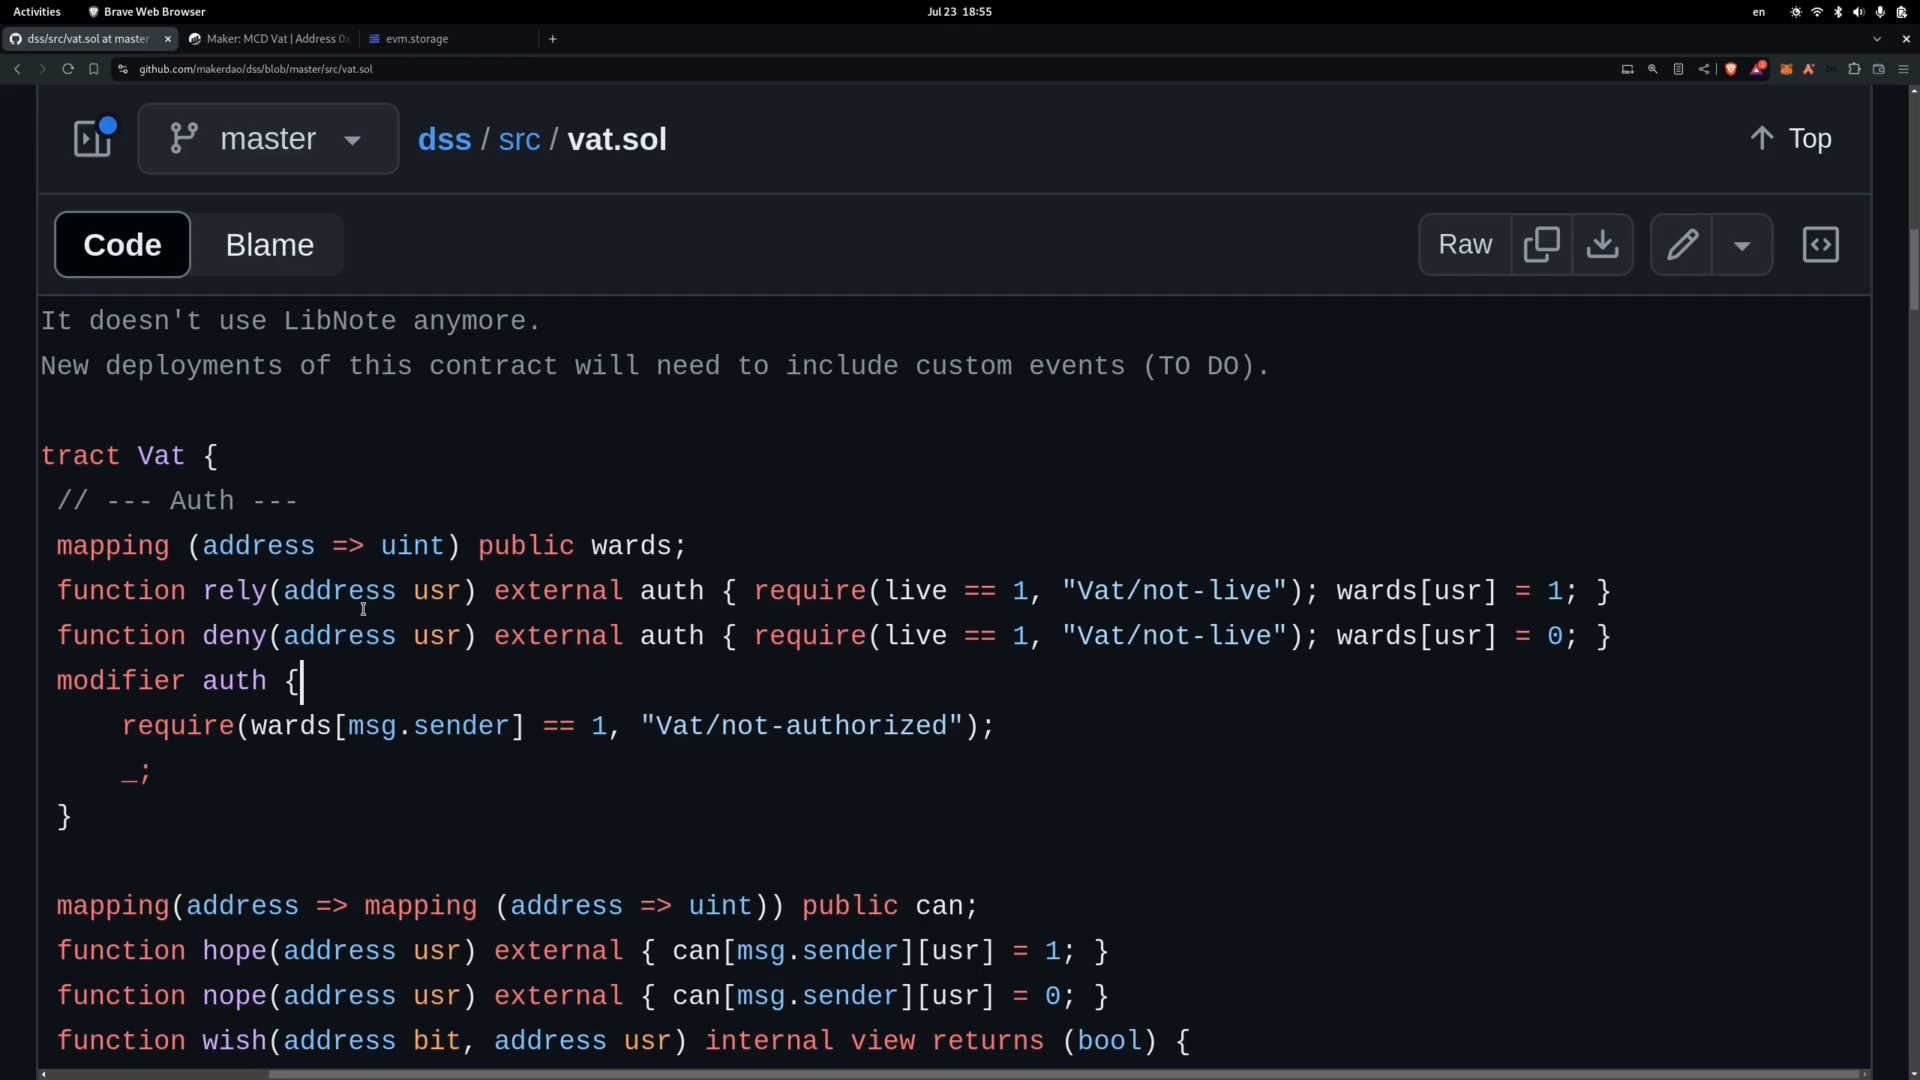 Activities
Brave Web Browser
Jul 23 18:55
en
dss/src/vat.sol at master
Maker: MCD Vat | Address 0
evm.storage
github.com/makerdao/dss/blob/master/src/vat.sol
master
dss / src / vat.sol
Top
Code
Blame
Raw
It doesn't use LibNote anymore.
New deployments of this contract will need to include custom events (TO DO).
tract Vat {
// --- Auth ---
mapping (address => uint) public wards;
function rely(address usr) external auth { require(live == 1, "Vat/not-live"); wards[usr] = 1; }
function deny(address usr) external auth { require(live == 1, "Vat/not-live"); wards[usr] = 0; }
modifier auth {
require(wards[msg.sender] == 1, "Vat/not-authorized");
_;
}
mapping(address => mapping (address => uint)) public can;
function hope(address usr) external { can[msg.sender][usr] = 1; }
function nope(address usr) external { can[msg.sender][usr] = 0; }
function wish(address bit, address usr) internal view returns (bool) {